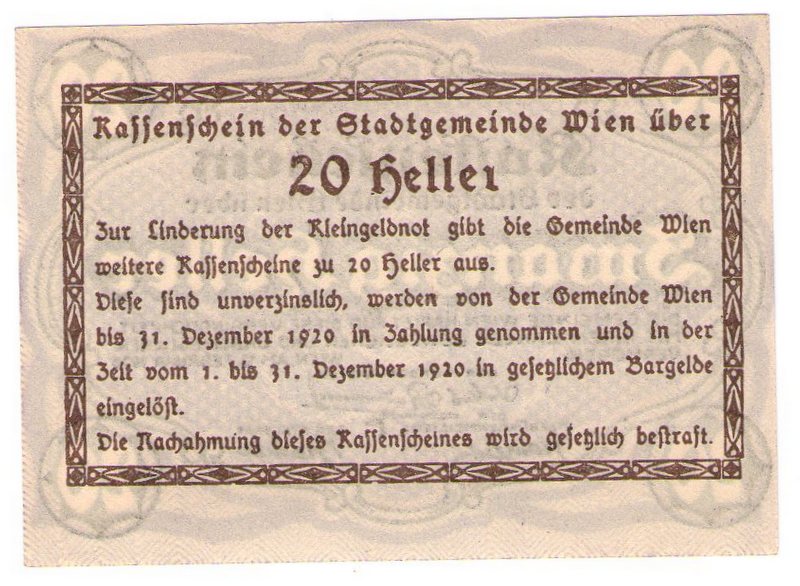 Kassenschein der Stadtgemeinde Wien über
20 Heller
Zur Linderung der Kleingeldnot gibt die Gemeinde Wien
weitere Kassenscheine zu 20 Heller aus.
Diese sind unverzinslich, werden von der Gemeinde Wien
bis 31. Dezember 1920 in Zahlung genommen und in der
Zeit vom 1. bis 31. Dezember 1920 in gesetzlichem Bargelde
eingelöst.
Die Nachahmung dieses Kassenscheines wird gesetzlich bestraft.